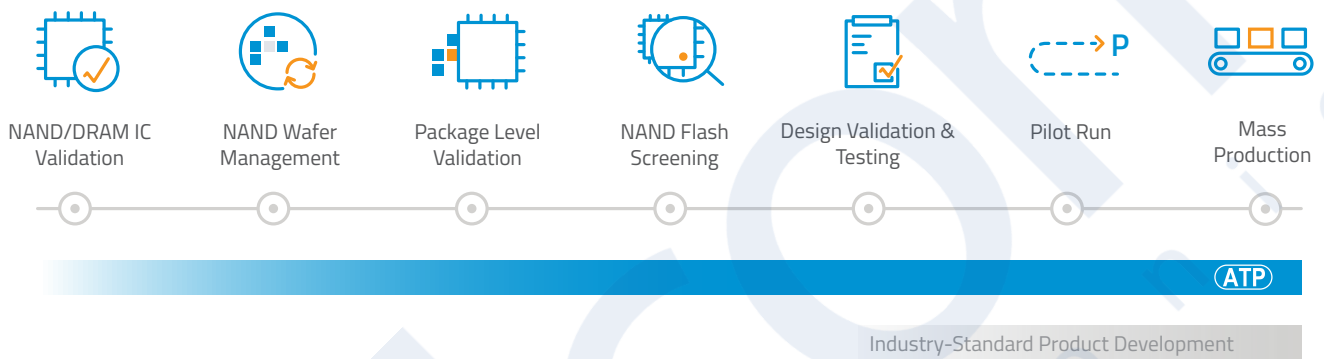 P
NAND/DRAM IC
Validation
NAND Wafer
Management
Package Level
Validation
NAND Flash
Screening
Design Validation &
Testing
Pilot Run
Mass
Production
ATP
Industry-Standard Product Development